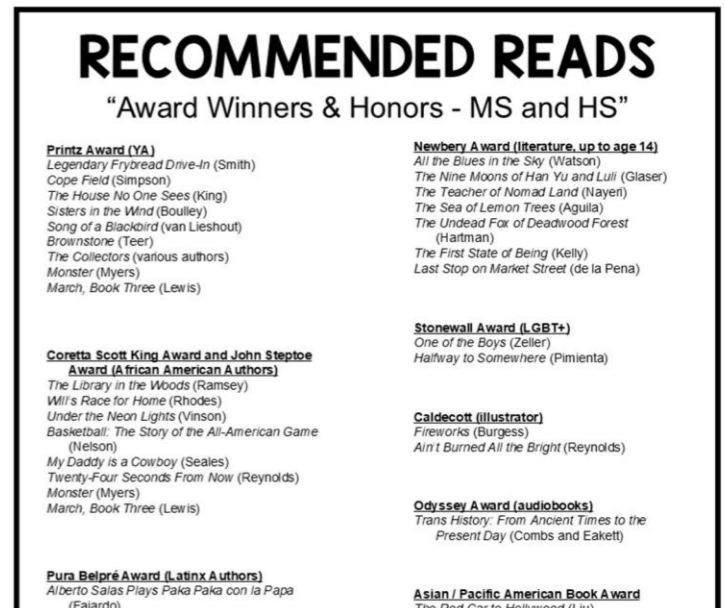 RECOMMENDED READS
“Award Winners & Honors - MS and HS”
Printz Award (YA)
Legendary Frybread Drive-In (Smith)
Cope Field (Simpson)
The House No One Sees (King)
Sisters in the Wind (Boulley)
Song of a Blackbird (van Lieshout)
Brownstone (Teer)
The Collectors (various authors)
Monster (Myers)
March, Book Three (Lewis)
Coretta Scott King Award and John Steptoe
Award (African American Authors)
The Library in the Woods (Ramsey)
Will's Race for Home (Rhodes)
Under the Neon Lights (Vinson)
Basketball: The Story of the All-American Game
(Nelson)
My Daddy is a Cowboy (Seales)
Twenty-Four Seconds From Now (Reynolds)
Monster (Myers)
March, Book Three (Lewis)
Pura Belpré Award (Latinx Authors)
Alberto Salas Plays Paka Paka con la Papa
(Fajardo)
Newbery Award (literature, up to age 14)
All the Blues in the Sky (Watson)
The Nine Moons of Han Yu and Luli (Glaser)
The Teacher of Nomad Land (Nayeri)
The Sea of Lemon Trees (Aguila)
The Undead Fox of Deadwood Forest
(Hartman)
The First State of Being (Kelly)
Last Stop on Market Street (de la Pena)
Stonewall Award (LGBT+)
One of the Boys (Zeller)
Halfway to Somewhere (Pimienta)
Caldecott (illustrator)
Fireworks (Burgess)
Ain't Burned All the Bright (Reynolds)
Odyssey Award (audiobooks)
Trans History: From Ancient Times to the
Present Day (Combs and Eakett)
Asian / Pacific American Book Award
The Red Car to Hollywood (Liu)